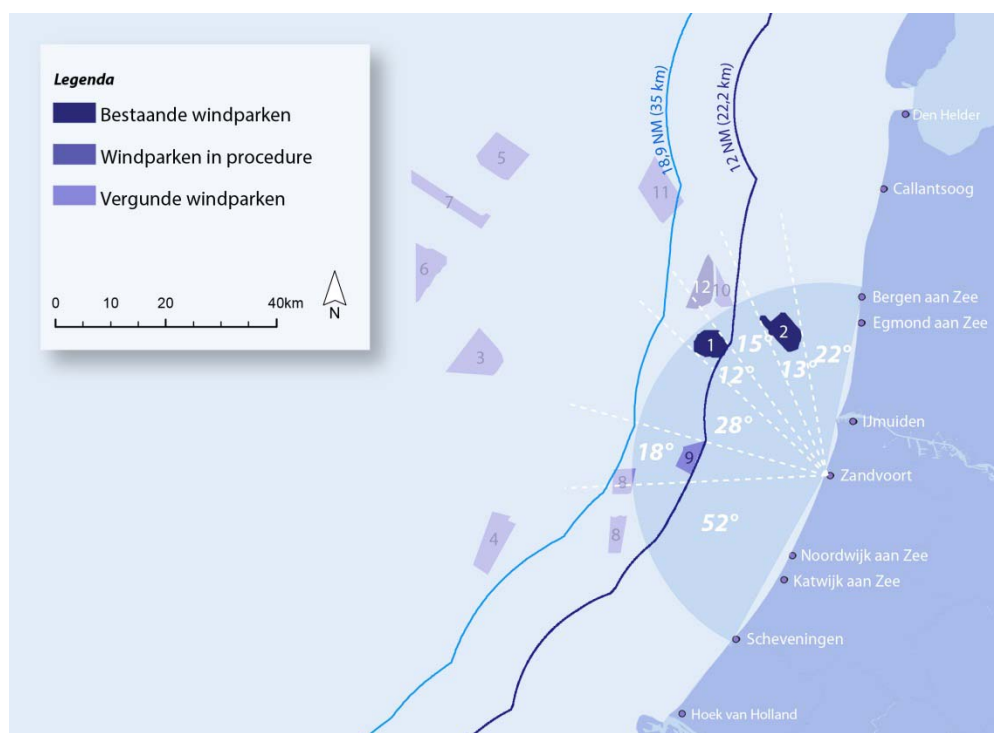 Legenda
Bestaande windparken
Windparken in procedure
Vergunde windparken
0 10 20 40km
N
18,9 NM (35 km)
12 NM (22,2 km)
Den Helder
Callantsoog
Bergen aan Zee
Egmond aan Zee
IJmuiden
Zandvoort
Noordwijk aan Zee
Katwijk aan Zee
Scheveningen
Hoek van Holland
5
7
11
6
12
10
1
2
3
15°
22°
13°
12°
28°
18°
9
8
52°
4
8